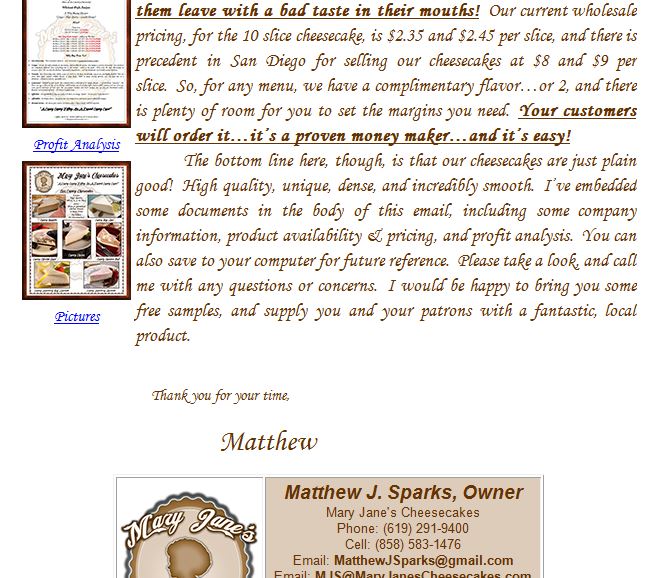 them leave with a bad taste in their mouths! Our current wholesale
pricing, for the 10 slice cheesecake, is $2.35 and $2.45 per slice, and there is
precedent in San Diego for selling our cheesecakes at $8 and $9 per
slice. So, for any menu, we have a complimentary flavor…or 2, and there
is plenty of room for you to set the margins you need. Your customers
will order it…it's a proven money maker…and it's easy!
Profit Analysis
The bottom line here, though, is that our cheesecakes are just plain
good! High quality, unique, dense, and incredibly smooth. I've embedded
some documents in the body of this email, including some company
information, product availability & pricing, and profit analysis. You can
also save to your computer for future reference. Please take a look, and call
me with any questions or concerns. I would be happy to bring you some
free samples, and supply you and your patrons with a fantastic, local
product.
Mary Jane's Cheesecakes
Pictures
Thank you for your time,
Matthew
Mary Jane's
Matthew J. Sparks, Owner
Mary Jane's Cheesecakes
Phone: (619) 291-9400
Cell: (858) 583-1476
Email: MatthewJSparks@gmail.com
Email: MJS@MaryJanesCheesecakes.com